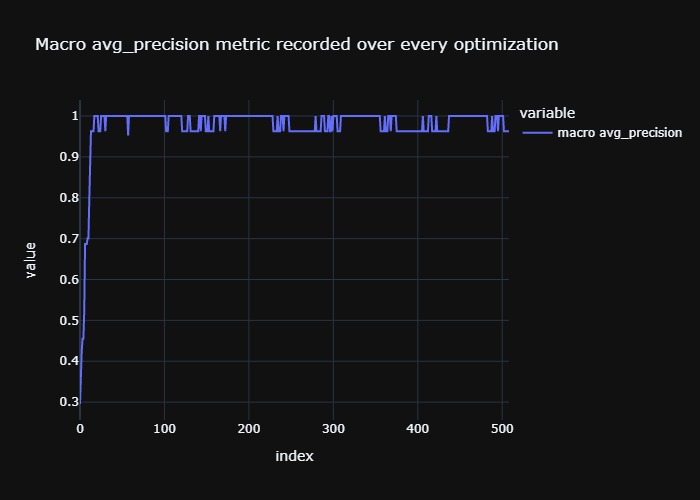 Macro avg_precision metric recorded over every optimization
variable
macro avg_precision
value
1
0.9
0.8
0.7
0.6
0.5
0.4
0.3
0 100 200 300 400 500
index